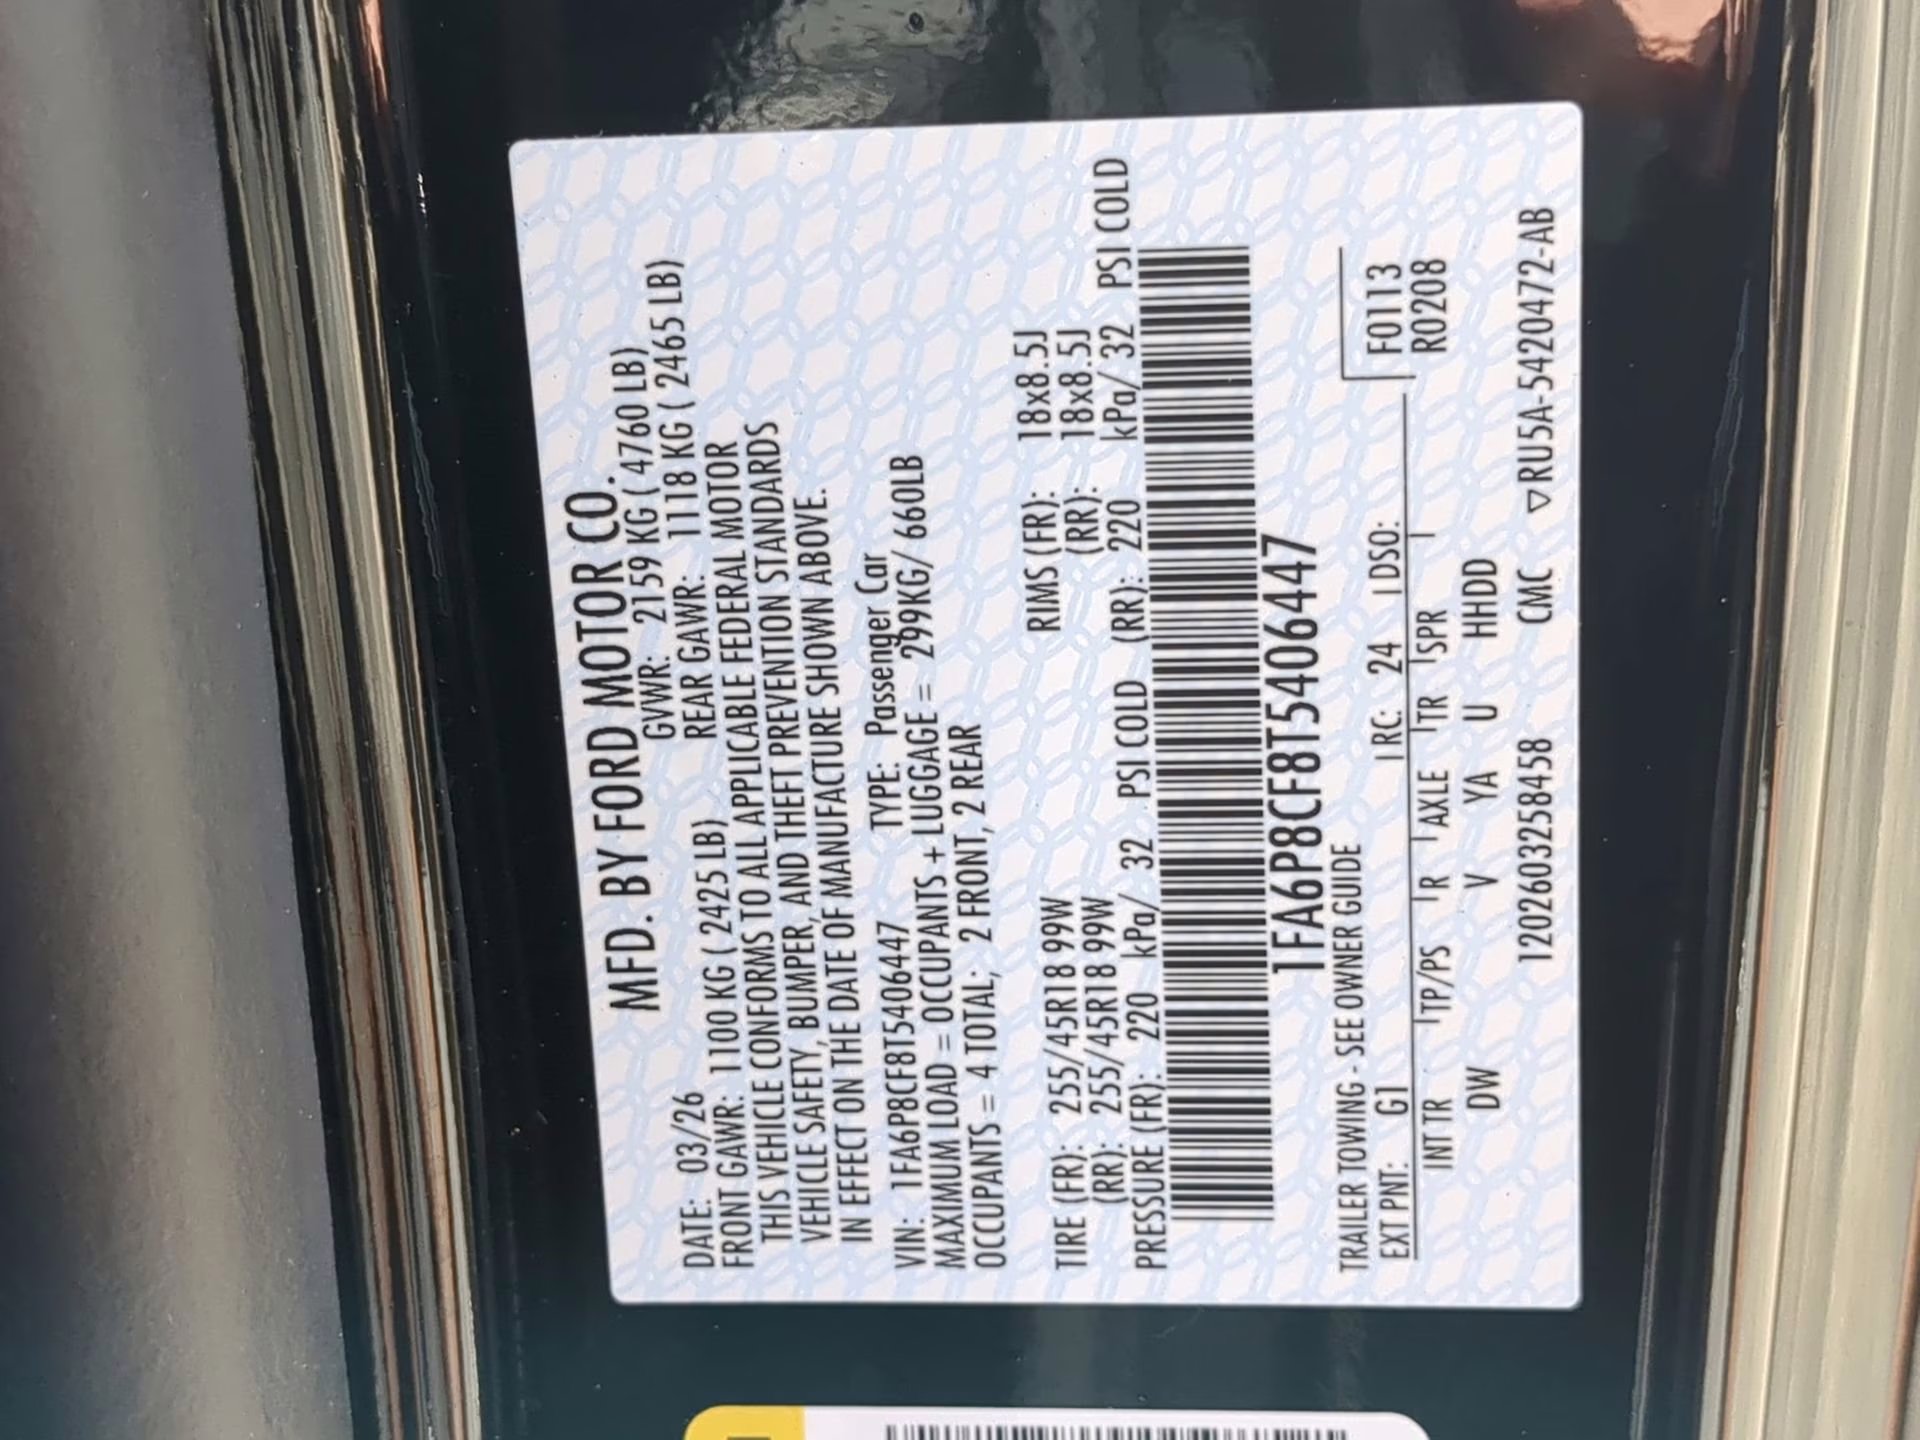 MFD. BY FORD MOTOR CO.
DATE: 03/26 GVWR: 2159 KG ( 4760 LB)
FRONT GAWR: 1100 KG ( 2425 LB) REAR GAWR: 1118 KG ( 2465 LB)
THIS VEHICLE CONFORMS TO ALL APPLICABLE FEDERAL MOTOR
VEHICLE SAFETY, BUMPER, AND THEFT PREVENTION STANDARDS
IN EFFECT ON THE DATE OF MANUFACTURE SHOWN ABOVE.
VIN: 1FA6P8CF8T5406447 TYPE: Passenger Car
MAXIMUM LOAD = OCCUPANTS + LUGGAGE = 299KG/ 660LB
OCCUPANTS = 4 TOTAL; 2 FRONT, 2 REAR
TIRE (FR): 255/45R18 99W RIMS (FR): 18x8.5J
(RR): 255/45R18 99W (RR): 18x8.5J
PRESSURE (FR): 220 kPa/ 32 PSI COLD (RR): 220 kPa/ 32 PSI COLD
1FA6P8CF8T5406447
TRAILER TOWING - SEE OWNER GUIDE
F0113
EXT PNT: G1 RC: 24 DSO: R0208
INT TR TP/PS R AXLE TR SPR
DW V YA U HHDD
120260325 8458 CMC ▽RU5A-5420472-AB